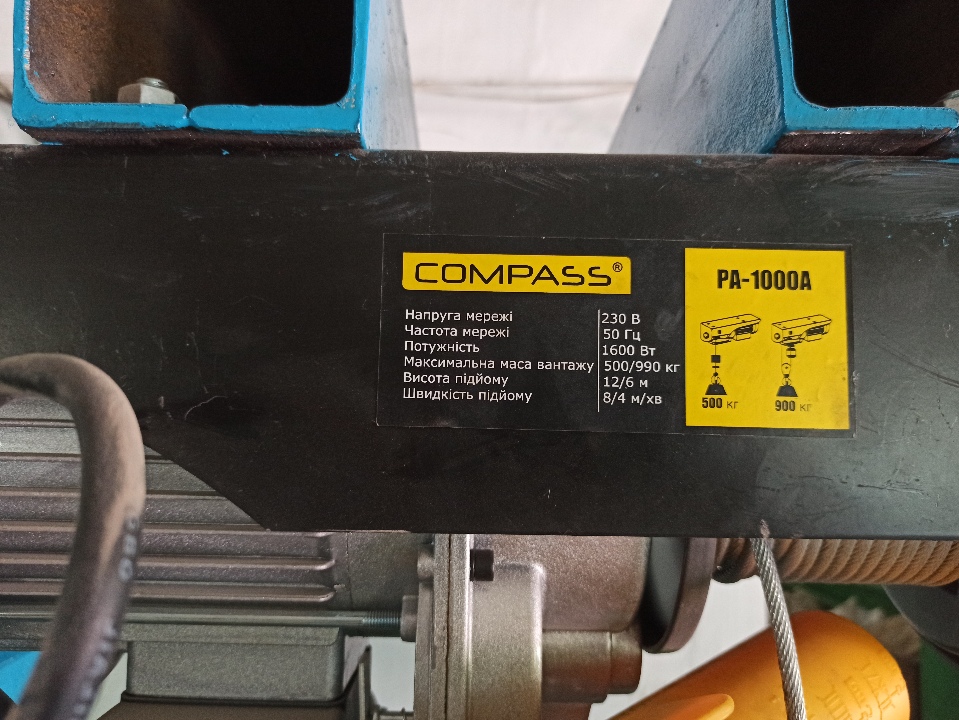 COMPASS®
PA-1000A
Напруга мережі 230 В
Частота мережі 50 Гц
Потужність 1600 Вт
Максимальна маса вантажу 500/990 кг
Висота підйому 12/6 м
Швидкість підйому 8/4 м/хв
500 кг 900 кг